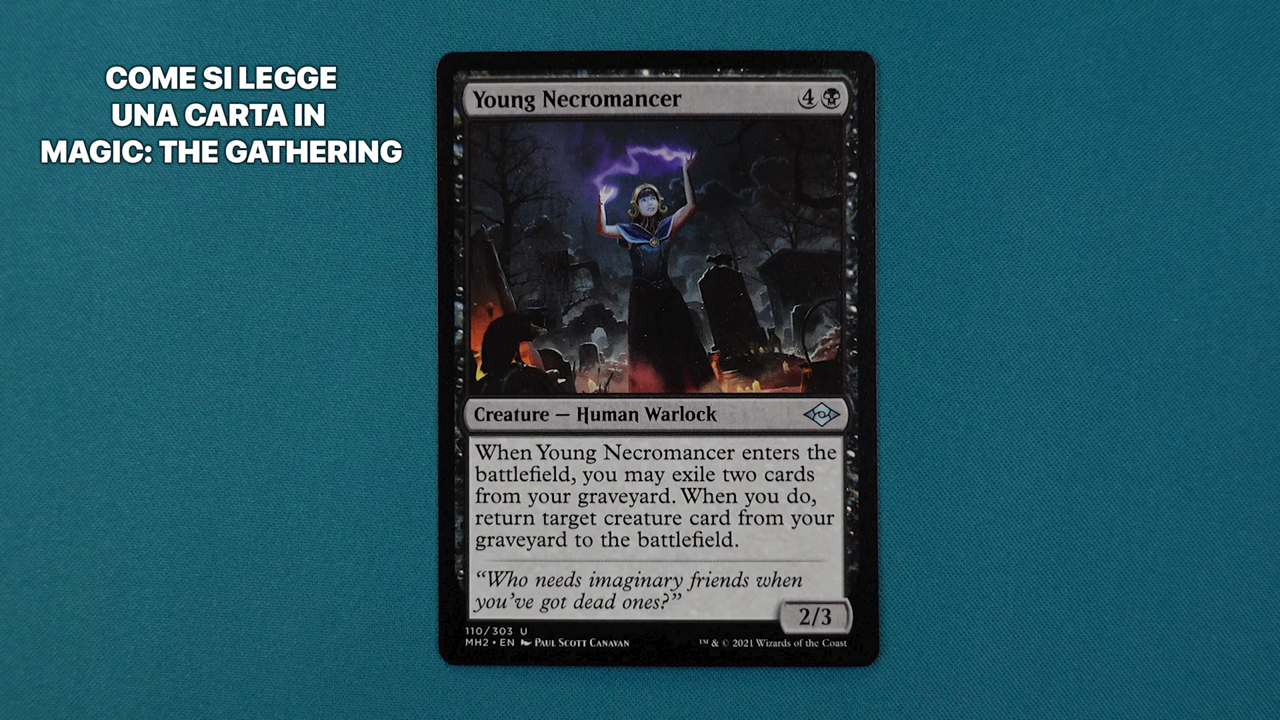 COME SI LEGGE
UNA CARTA IN
MAGIC: THE GATHERING
Young Necromancer
4
Creature — Human Warlock
When Young Necromancer enters the
battlefield, you may exile two cards
from your graveyard. When you do,
return target creature card from your
graveyard to the battlefield.
“Who needs imaginary friends when
you’ve got dead ones?”
2/3
110/303 U
MH2 • EN PAUL SCOTT CANAVAN
™ & © 2021 Wizards of the Coast